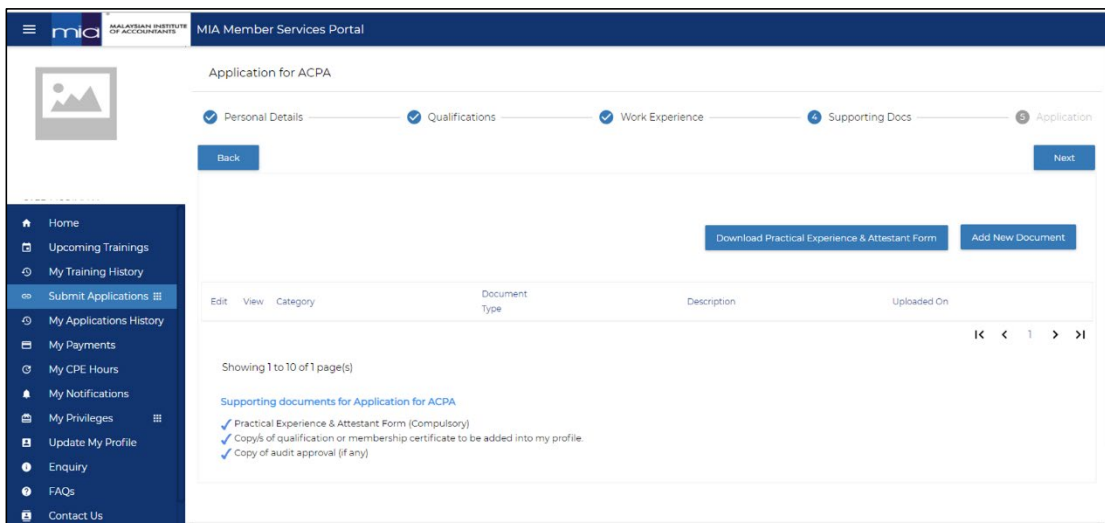 mia
MALAYSIAN INSTITUTE
OF ACCOUNTANTS
MIA Member Services Portal
Application for ACPA
Personal Details
Qualifications
Work Experience
4 Supporting Docs
5 Application
Back
Next
Home
Upcoming Trainings
My Training History
Submit Applications
My Applications History
My Payments
My CPE Hours
My Notifications
My Privileges
Update My Profile
Enquiry
FAQs
Contact Us
Download Practical Experience & Attestant Form
Add New Document
Edit View Category Document Description Uploaded On
Type
1
Showing 1 to 10 of 1 page(s)
Supporting documents for Application for ACPA
Practical Experience & Attestant Form (Compulsory)
Copy/s of qualification or membership certificate to be added into my profile.
Copy of audit approval (if any)